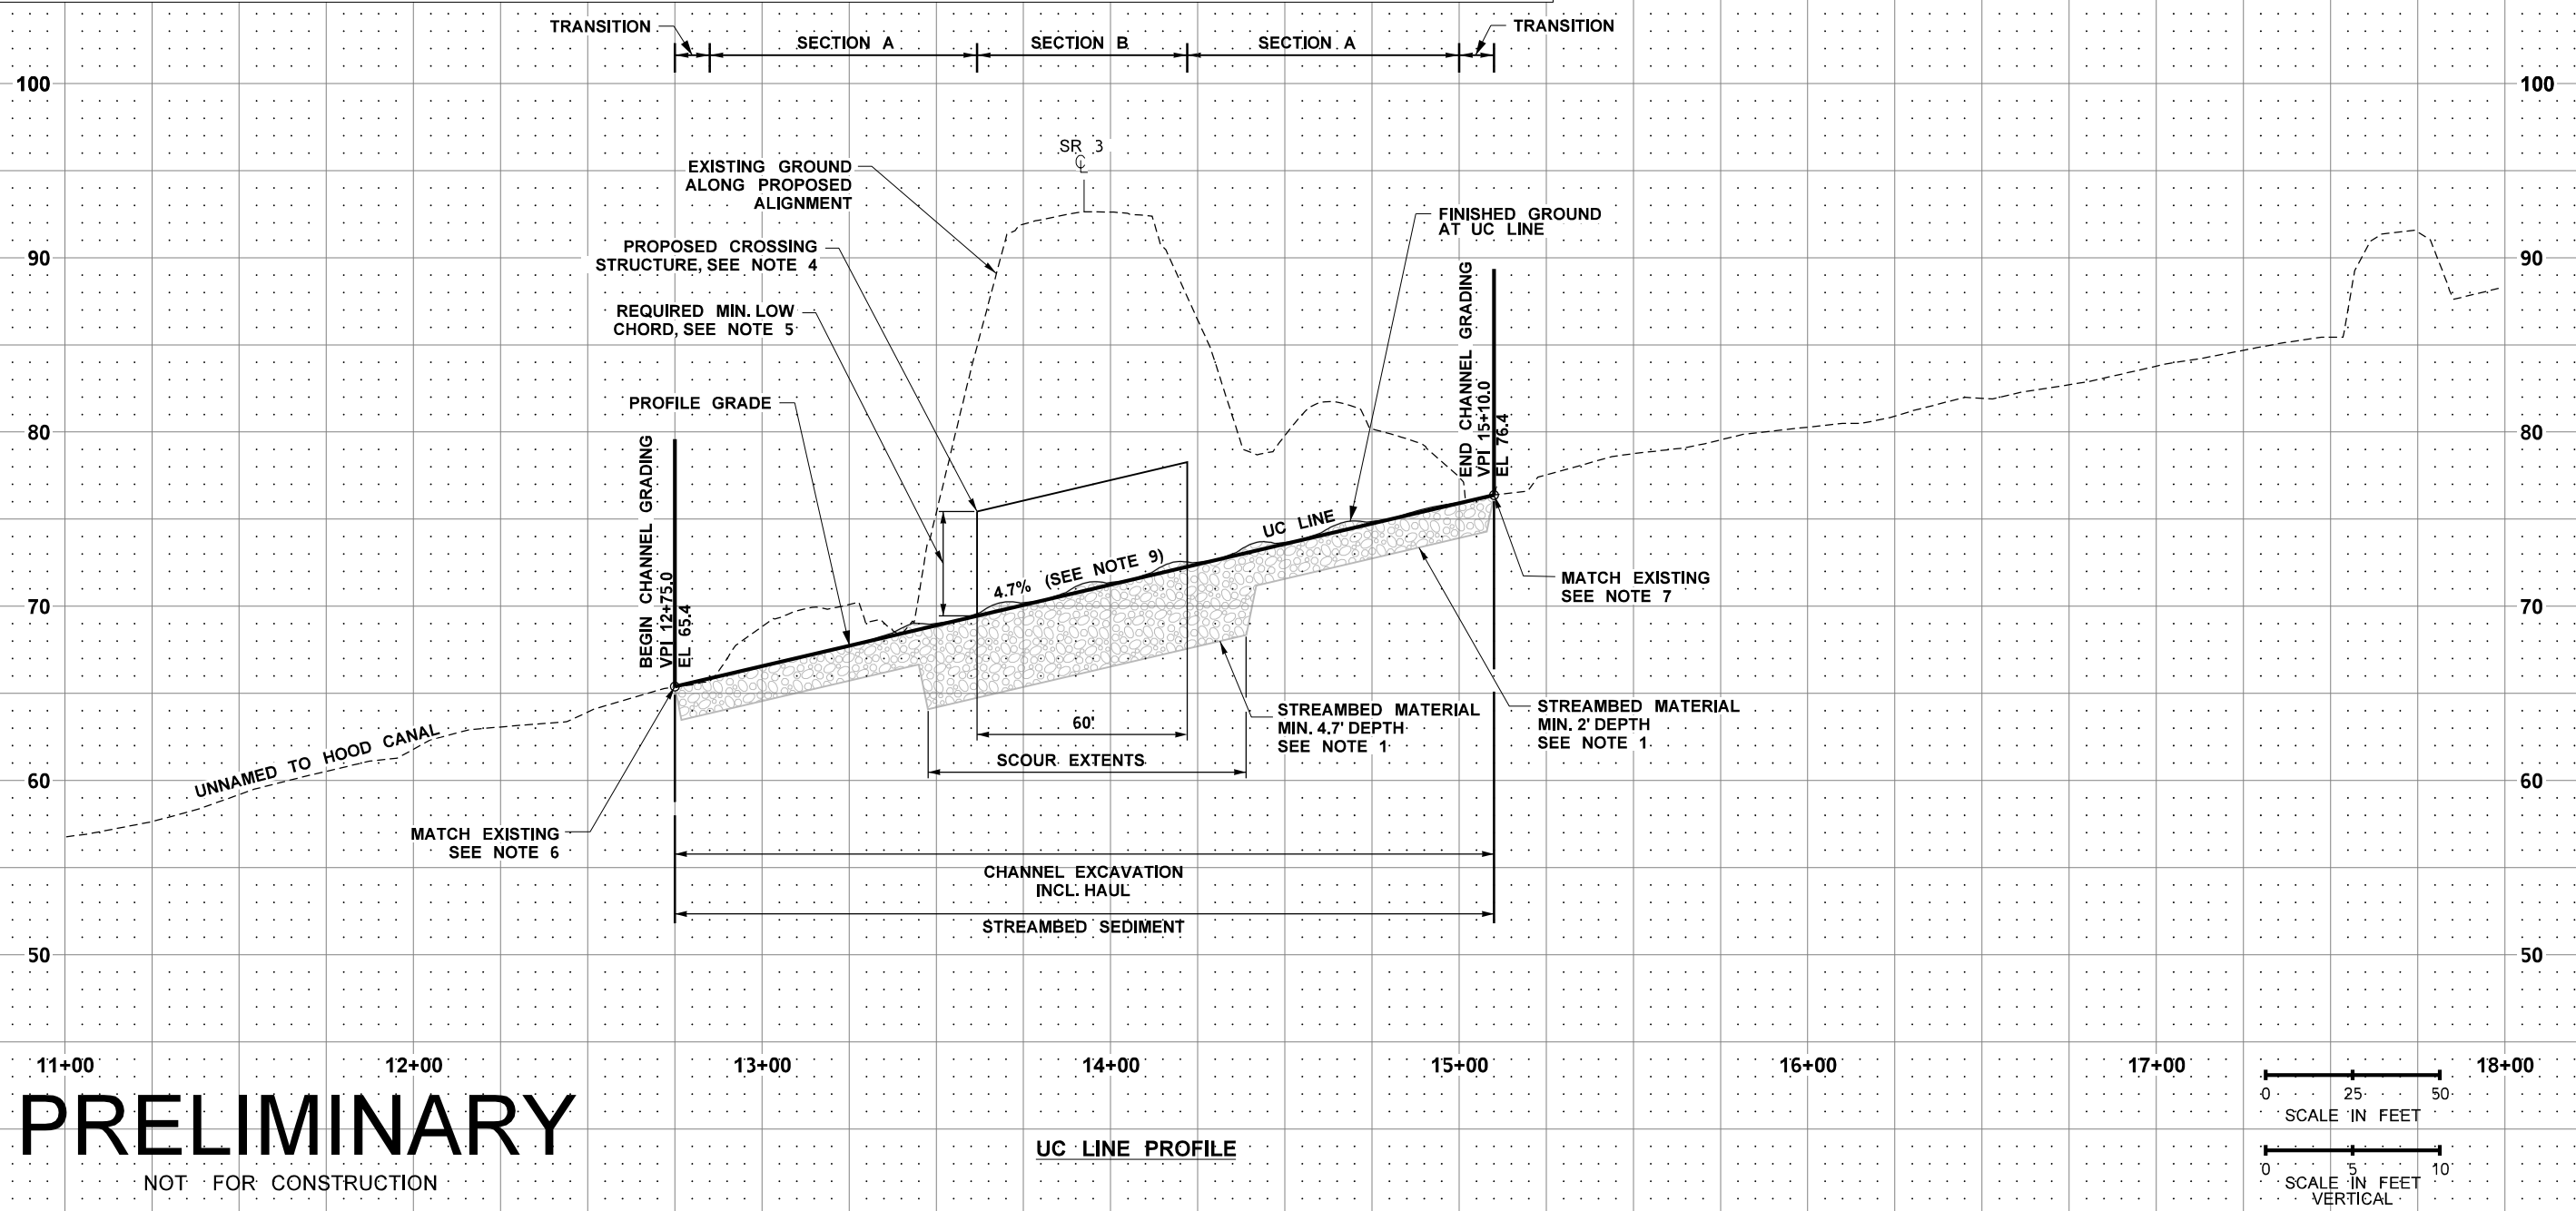 TRANSITION
SECTION A
SECTION B
SECTION A
TRANSITION
100
100
SR 3
EXISTING GROUND
ALONG PROPOSED
ALIGNMENT
FINISHED GROUND
AT UC LINE
PROPOSED CROSSING
STRUCTURE, SEE NOTE 4
90
90
REQUIRED MIN. LOW
CHORD, SEE NOTE 5
PROFILE GRADE
END CHANNEL GRADING
VPI 15+10.0
EL 76.4
80
80
BEGIN CHANNEL GRADING
VPI 12+75.0
EL 65.4
UC LINE
4.7% (SEE NOTE 9)
MATCH EXISTING
SEE NOTE 7
70
70
STREAMBED MATERIAL
MIN. 4.7' DEPTH
SEE NOTE 1
STREAMBED MATERIAL
MIN. 2' DEPTH
SEE NOTE 1
60'
SCOUR EXTENTS
UNNAMED TO HOOD CANAL
60
60
MATCH EXISTING
SEE NOTE 6
CHANNEL EXCAVATION
INCL. HAUL
STREAMBED SEDIMENT
50
50
11+00
12+00
13+00
14+00
15+00
16+00
17+00
18+00
PRELIMINARY
NOT FOR CONSTRUCTION
UC LINE PROFILE
0 25 50
SCALE IN FEET
0 5 10
SCALE IN FEET
VERTICAL